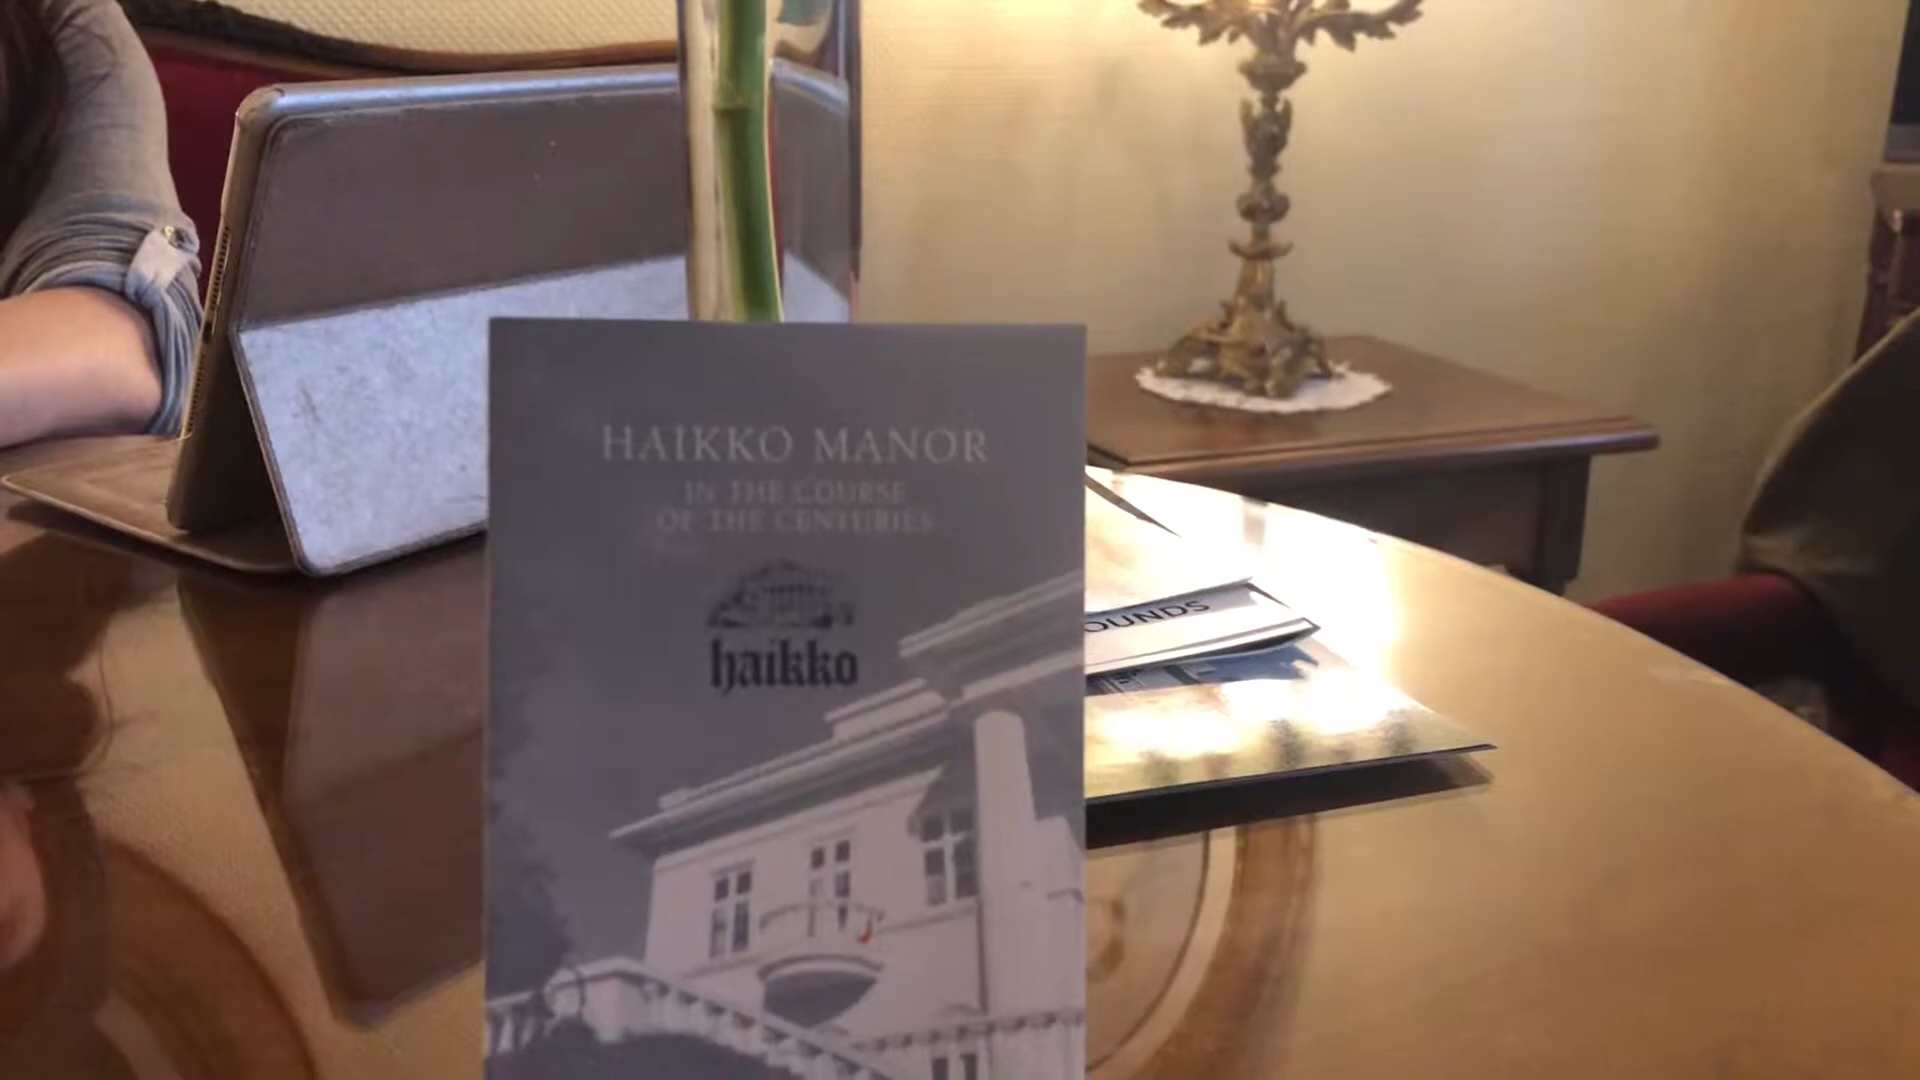 HAIKKO MANOR
IN THE COURSE
OF THE CENTURIES
haikko
OUNDS